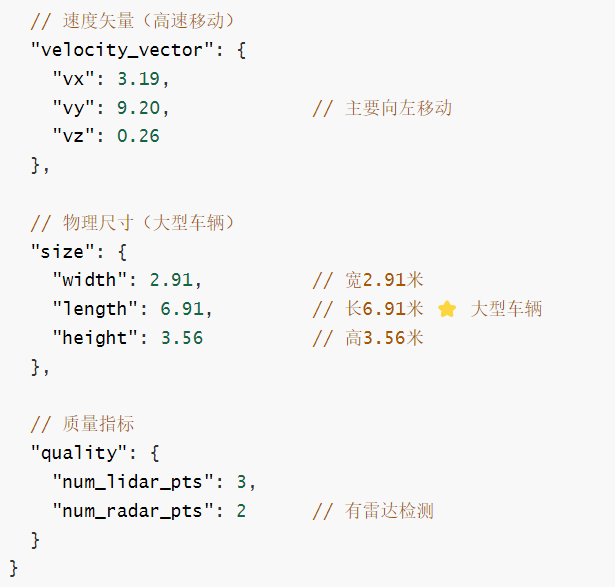 // 速度矢量（高速移动）
"velocity_vector": {
"vx": 3.19,
"vy": 9.20, // 主要向左移动
"vz": 0.26
},
// 物理尺寸（大型车辆）
"size": {
"width": 2.91, // 宽2.91米
"length": 6.91, // 长6.91米 ⭐ 大型车辆
"height": 3.56 // 高3.56米
},
// 质量指标
"quality": {
"num_lidar_pts": 3,
"num_radar_pts": 2 // 有雷达检测
}
}